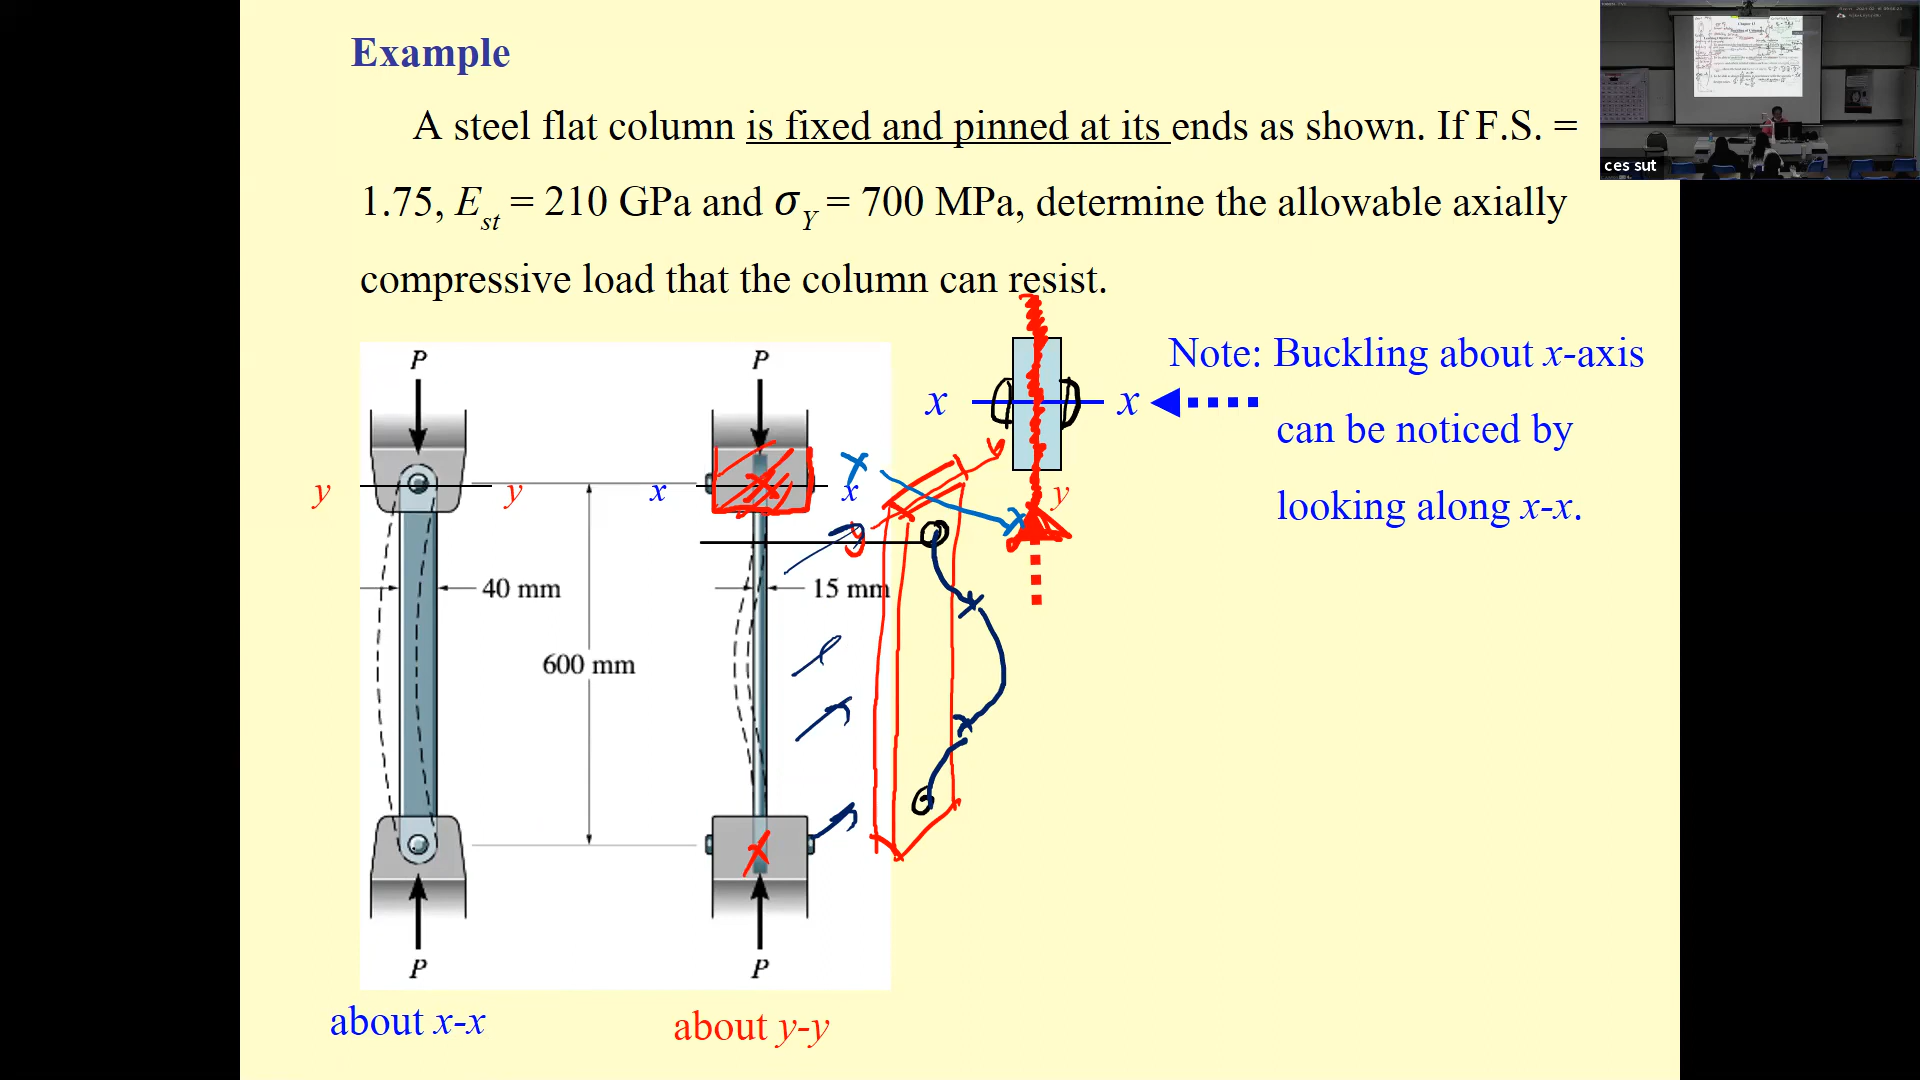 Example
A steel flat column is fixed and pinned at its ends as shown. If F.S. =
1.75, E_st = 210 GPa and σ_Y = 700 MPa, determine the allowable axially
compressive load that the column can resist.
P
P
x
x
Note: Buckling about x-axis
can be noticed by
looking along x-x.
y
y
x
x
y
40 mm
15 mm
600 mm
P
P
about x-x
about y-y
ces sut